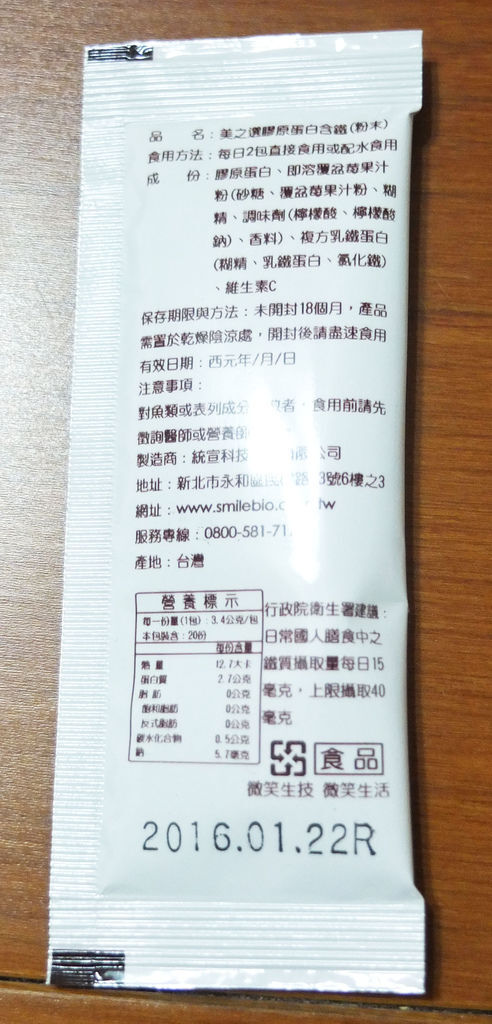 品 名：美之選膠原蛋白含鐵(粉末)
食用方法：每日2包直接食用或配水食用
成 份：膠原蛋白、即溶覆盆莓果汁
粉(砂糖、覆盆莓果汁粉、糊
精、調味劑(檸檬酸、檸檬酸
鈉)、香料)、複方乳鐵蛋白
(糊精、乳鐵蛋白、氯化鐵)
、維生素C
保存期限與方法：未開封18個月，產品
需置於乾燥陰涼處，開封後請盡速食用
有效日期：西元年/月/日
注意事項：
對魚類或表列成分 者，食用前請先
徵詢醫師或營養師
製造商：統宣科技 公司
地址：新北市永和區 路 3號6樓之3
網址：www.smilebio. tw
服務專線：0800-581-71
產地：台灣
營養標示
每一份量(1包)：3.4公克/包
本包裝含：20份
每份含量
熱量 12.7大卡
蛋白質 2.7公克
脂肪 0公克
飽和脂肪 0公克
反式脂肪 0公克
碳水化合物 0.5公克
鈉 5.7毫克
行政院衛生署建議：
日常國人膳食中之
鐵質攝取量每日15
毫克，上限攝取40
毫克
食品
微笑生技 微笑生活
2016.01.22R